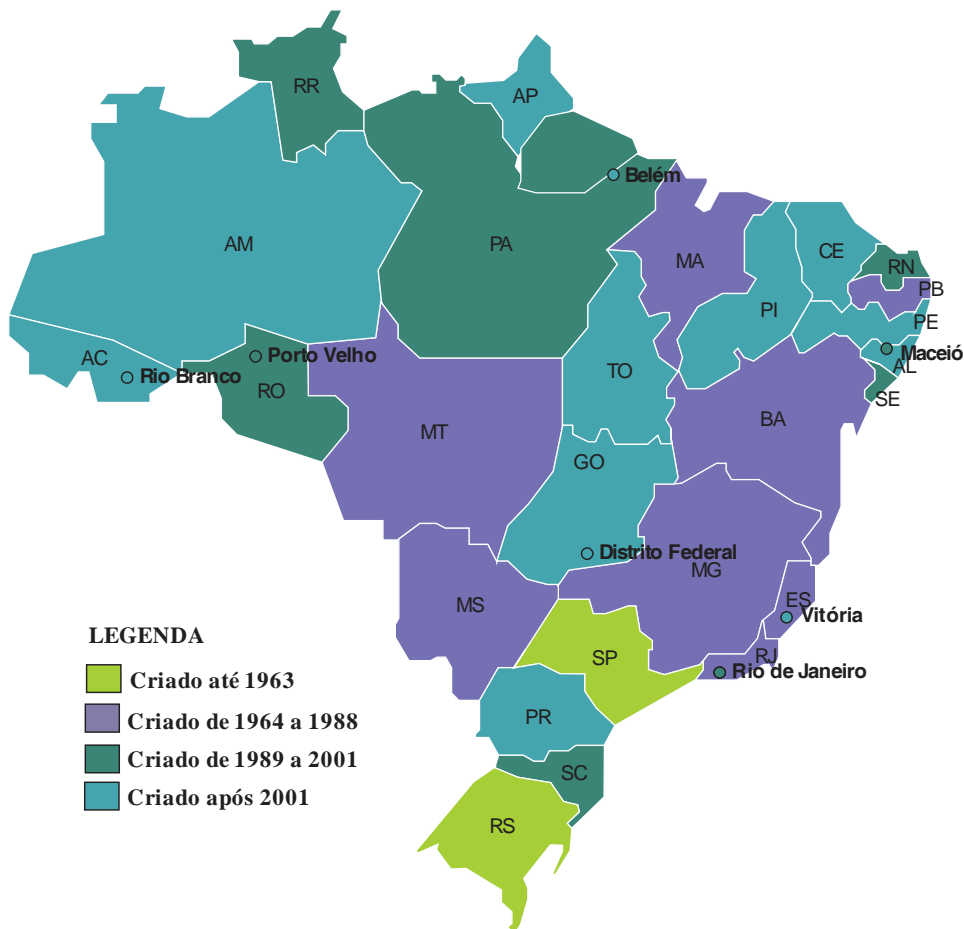 RR
AP
Belém
AM
PA
MA
CE
RN
PB
PI
PE
Maceió
AL
AC
Porto Velho
Rio Branco
RO
TO
SE
MT
BA
GO
Distrito Federal
MG
MS
ES
Vitória
SP
RJ
Rio de Janeiro
PR
SC
RS
LEGENDA
Criado até 1963
Criado de 1964 a 1988
Criado de 1989 a 2001
Criado após 2001